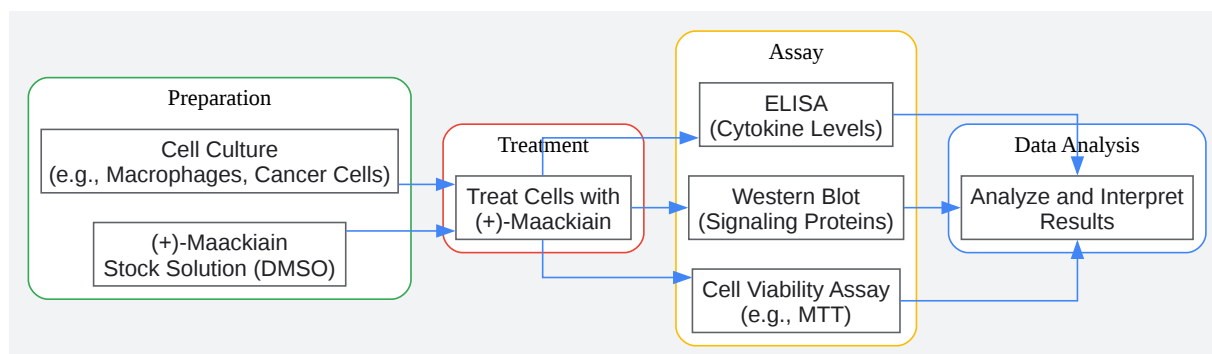 Preparation
Cell Culture
(e.g., Macrophages, Cancer Cells)
(+)-Maackiain
Stock Solution (DMSO)
Treatment
Treat Cells with
(+)-Maackiain
Assay
ELISA
(Cytokine Levels)
Western Blot
(Signaling Proteins)
Cell Viability Assay
(e.g., MTT)
Data Analysis
Analyze and Interpret
Results